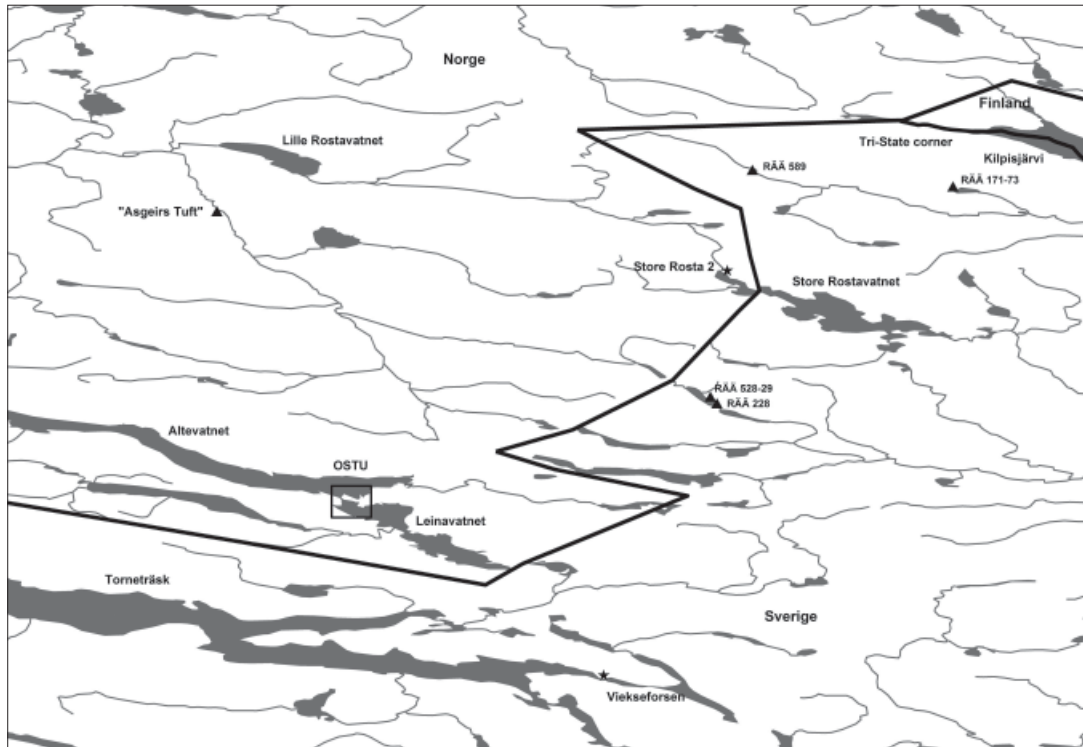 Norge
Finland
Lille Rostavatnet
Tri-State corner
Kilpisjärvi
RÄÄ 589
RÄÄ 171-73
"Asgeirs Tuft"
Store Rosta 2
Store Rostavatnet
RÄÄ 528-29
RÄÄ 228
Altevatnet
OSTU
Leinavatnet
Torneträsk
Sverige
Viekseforsen